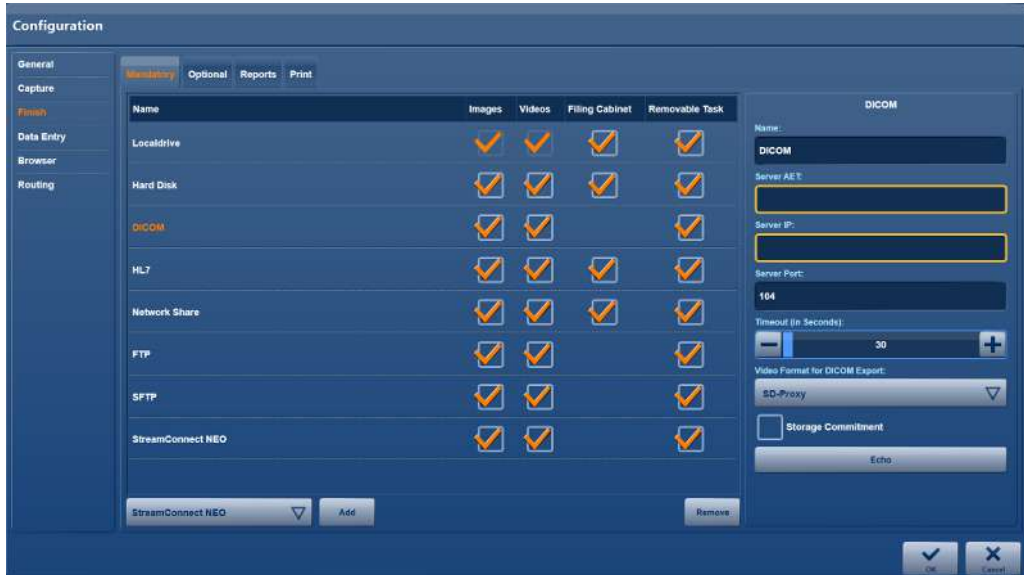 Configuration
General
Capture
Finish
Data Entry
Browser
Routing
Mandatory Optional Reports Print
Name Images Videos Filing Cabinet Removable Task
Localdrive
Hard Disk
DICOM
HL7
Network Share
FTP
SFTP
StreamConnect NEO
StreamConnect NEO Add Remove
DICOM
Name:
DICOM
Server AET:
Server IP:
Server Port:
104
Timeout (in Seconds):
30
Video Format for DICOM Export:
SD-Proxy
Storage Commitment
Echo
OK Cancel